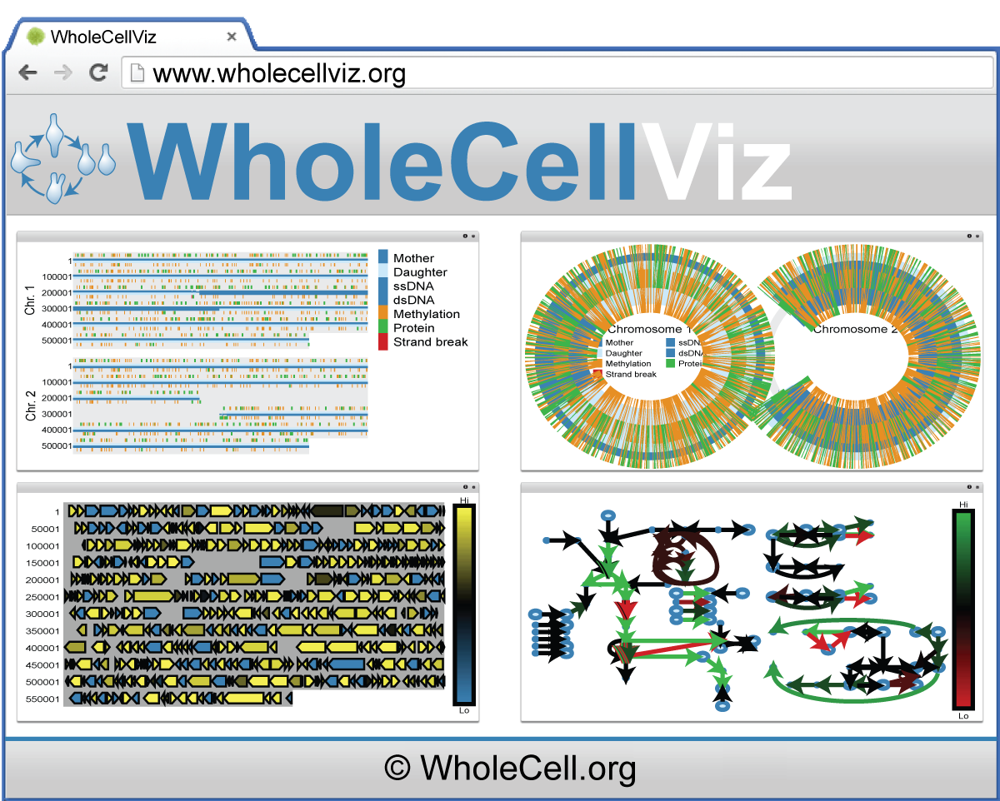 WholeCellViz
www.wholecellviz.org
WholeCellViz
Chr. 1
1
100001
200001
300001
400001
500001
Chr. 2
1
100001
200001
300001
400001
500001
Mother
Daughter
ssDNA
dsDNA
Methylation
Protein
Strand break
Chromosome 1
Mother
Daughter
Methylation
Strand break
ssDNA
dsDNA
Protein
Chromosome 2
1
50001
100001
150001
200001
250001
300001
350001
400001
450001
500001
550001
Hi
Lo
Hi
Lo
© WholeCell.org